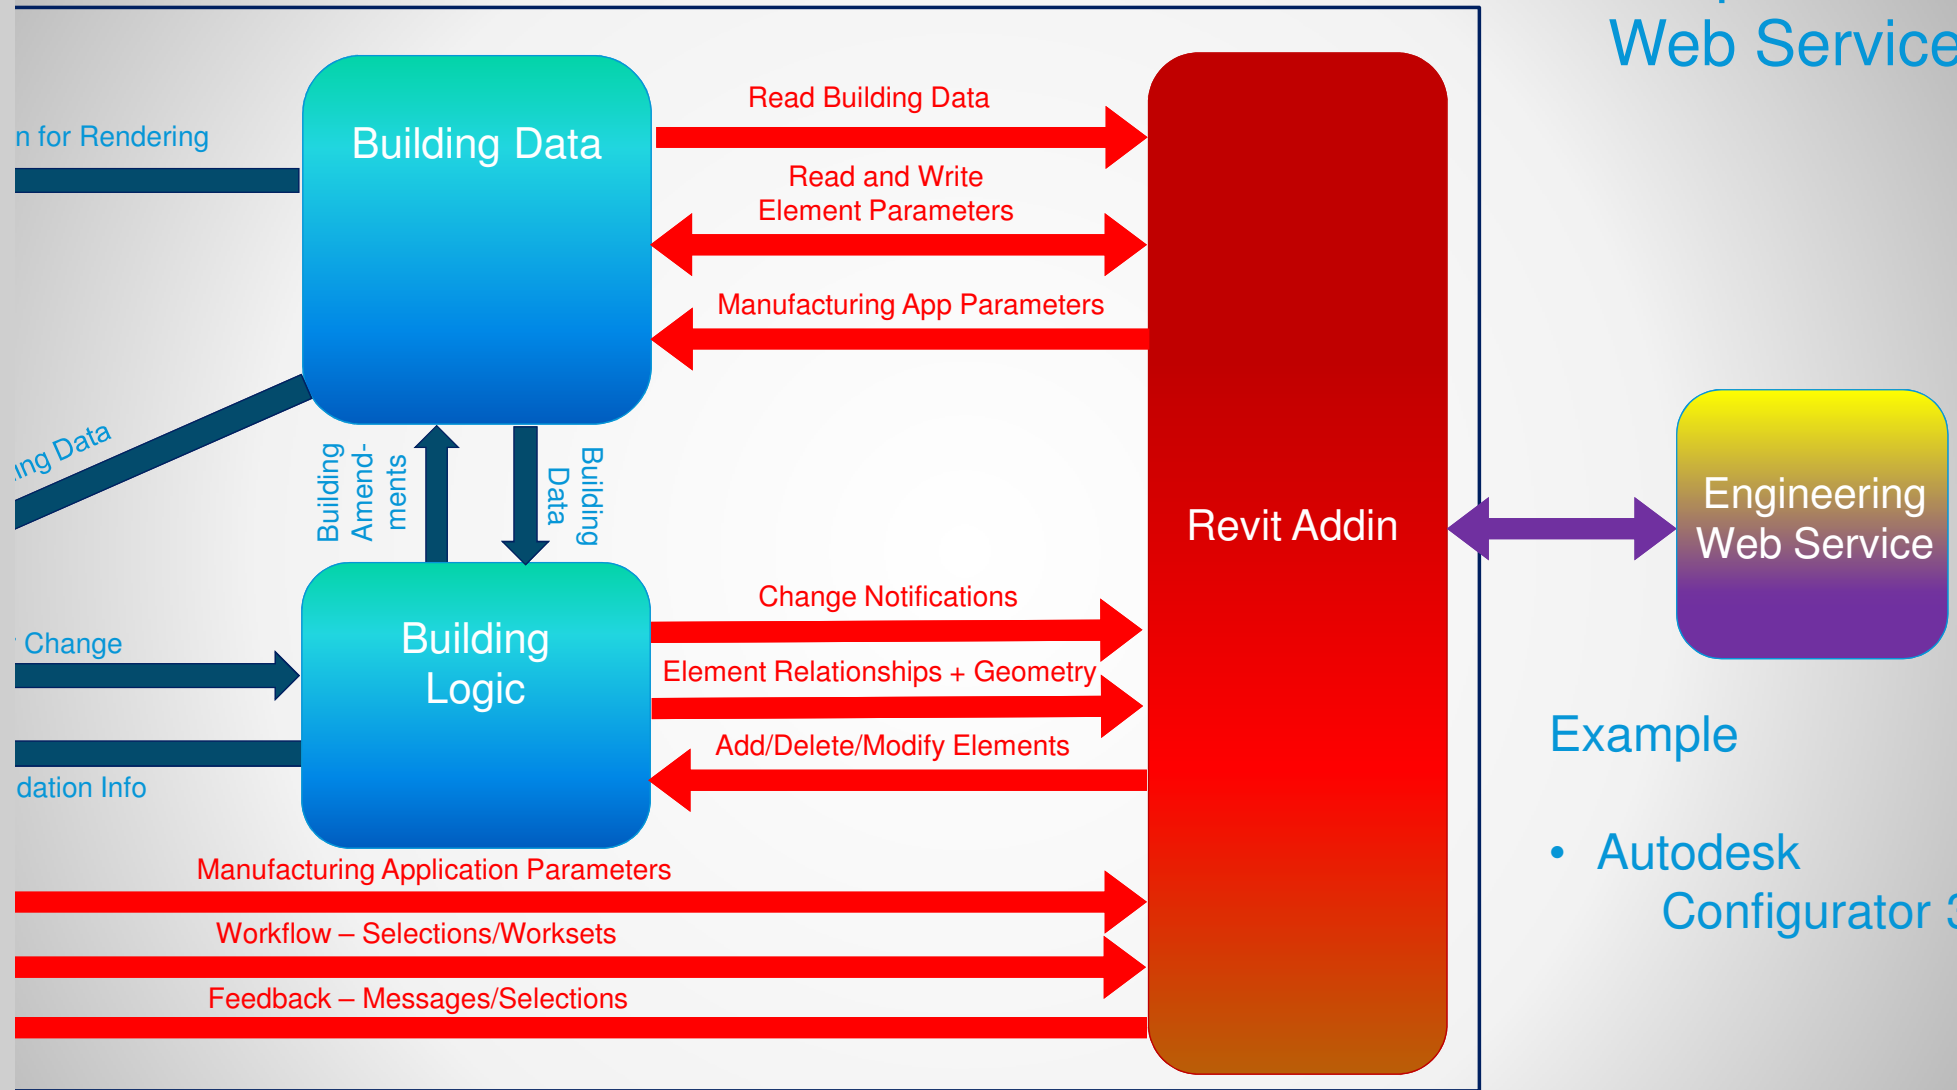 Web Service
Read Building Data
n for Rendering
Building Data
Read and Write
Element Parameters
Manufacturing App Parameters
ing Data
Building
Amend-
ments
Building
Data
Revit Addin
Engineering
Web Service
Change Notifications
Change
Building
Logic
Element Relationships + Geometry
Add/Delete/Modify Elements
dation Info
Example
Manufacturing Application Parameters
• Autodesk
Configurator 3
Workflow – Selections/Worksets
Feedback – Messages/Selections